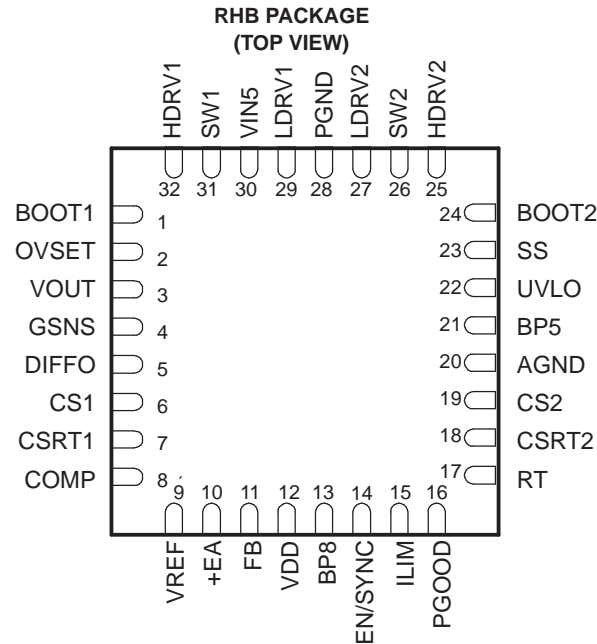 RHB PACKAGE
(TOP VIEW)
HDRV1
SW1
VIN5
LDRV1
PGND
LDRV2
SW2
HDRV2
32 31 30 29 28 27 26 25
BOOT1 1
OVSET 2
VOUT 3
GSNS 4
DIFFO 5
CS1 6
CSRT1 7
COMP 8
24 BOOT2
23 SS
22 UVLO
21 BP5
20 AGND
19 CS2
18 CSRT2
17 RT
9 10 11 12 13 14 15 16
VREF
+EA
FB
VDD
BP8
EN/SYNC
ILIM
PGOOD